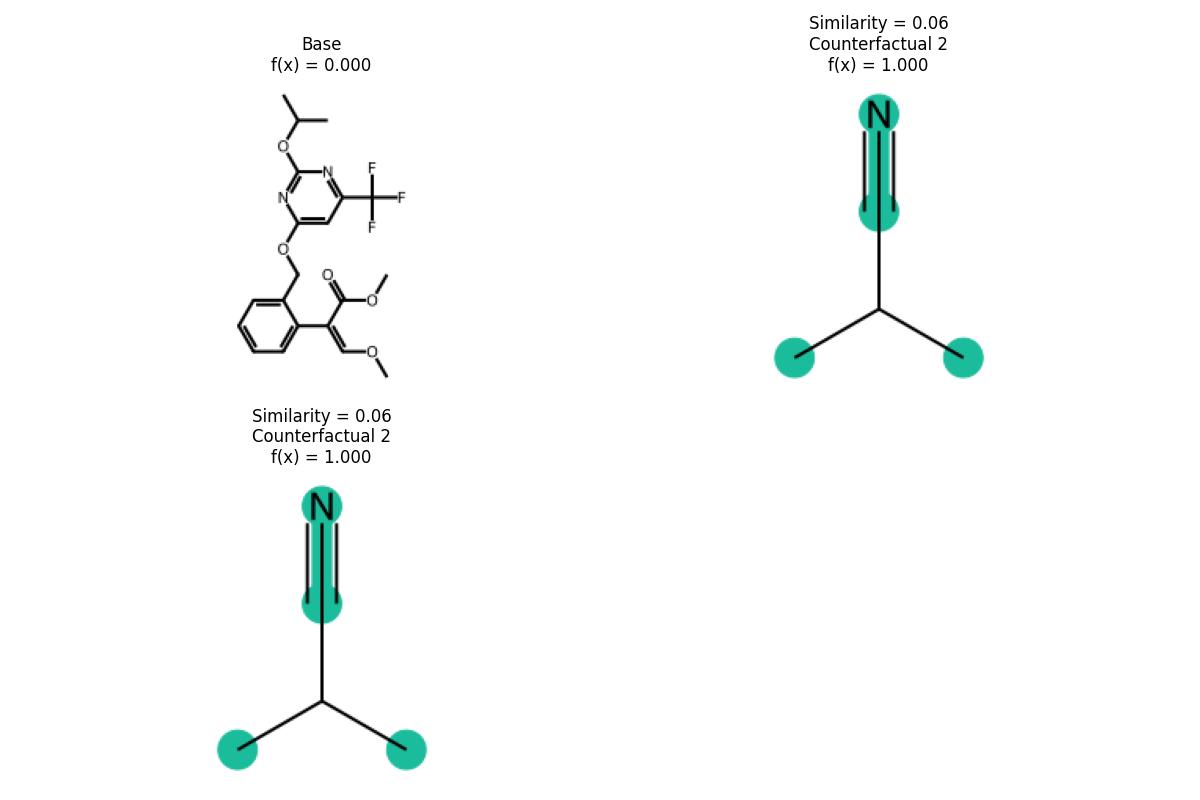 Base
f(x) = 0.000
O
N
N
F
F
F
O
O
O
O
Similarity = 0.06
Counterfactual 2
f(x) = 1.000
N
Similarity = 0.06
Counterfactual 2
f(x) = 1.000
N